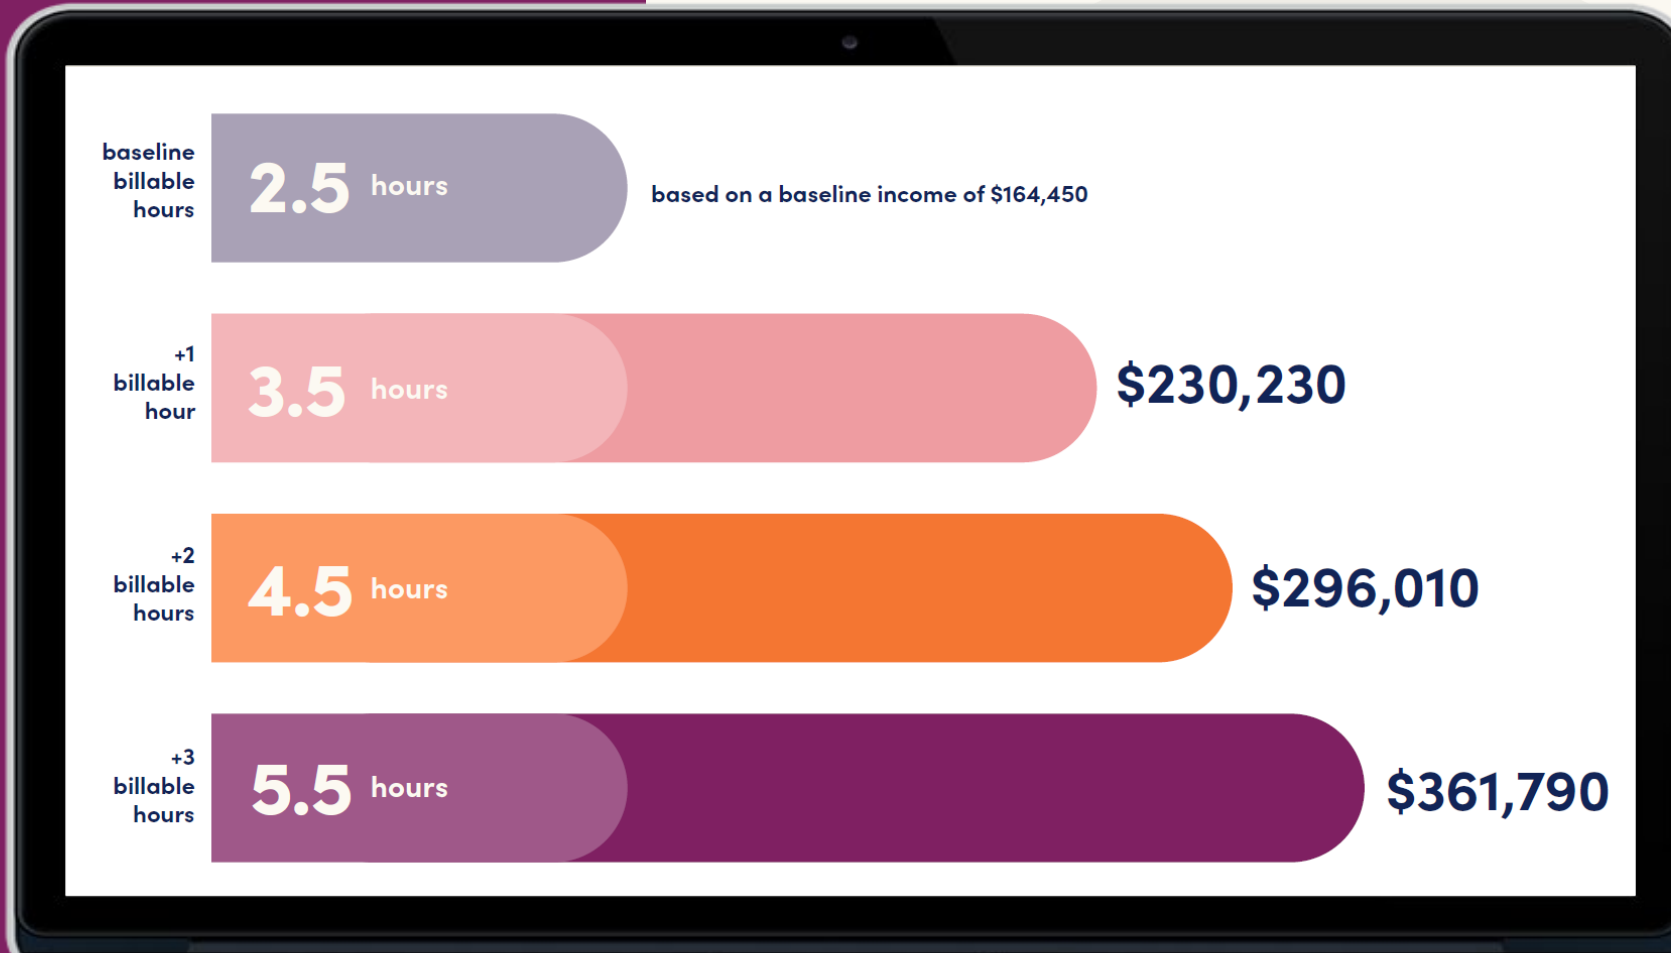 baseline
billable
hours
2.5 hours
based on a baseline income of $164,450
+1
billable
hour
3.5 hours
$230,230
+2
billable
hours
4.5 hours
$296,010
+3
billable
hours
5.5 hours
$361,790